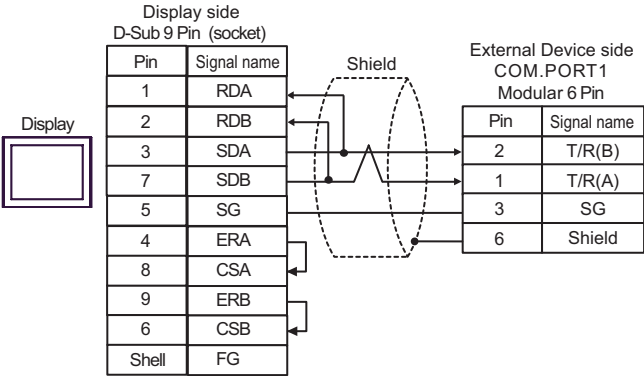 Display side
D-Sub 9 Pin (socket)
Pin Signal name
1 RDA
2 RDB
3 SDA
7 SDB
5 SG
4 ERA
8 CSA
9 ERB
6 CSB
Shell FG
Display
Shield
External Device side
COM.PORT1
Modular 6 Pin
Pin Signal name
2 T/R(B)
1 T/R(A)
3 SG
6 Shield